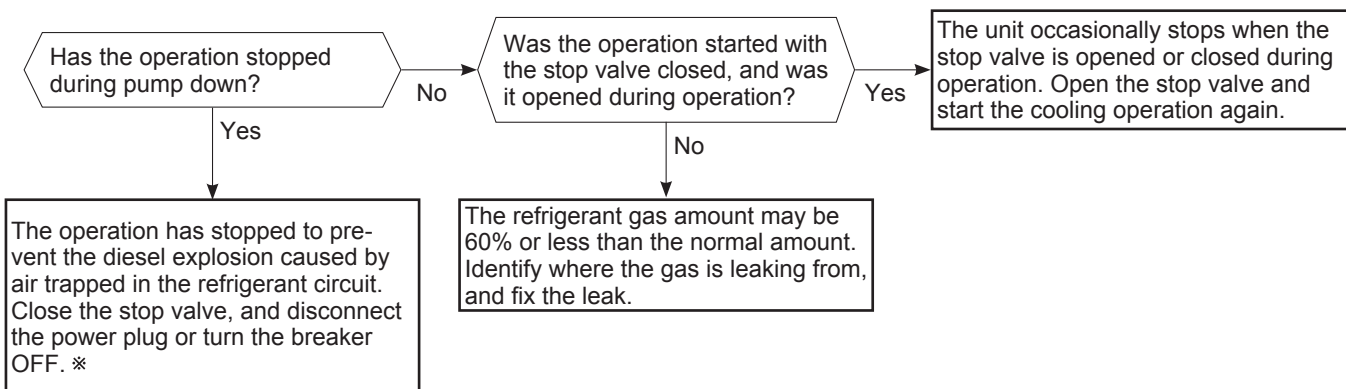 Has the operation stopped
during pump down?
No
Yes
Was the operation started with
the stop valve closed, and was
it opened during operation?
Yes
No
The unit occasionally stops when the
stop valve is opened or closed during
operation. Open the stop valve and
start the cooling operation again.
The operation has stopped to pre-
vent the diesel explosion caused by
air trapped in the refrigerant circuit.
Close the stop valve, and disconnect
the power plug or turn the breaker
OFF. ※
The refrigerant gas amount may be
60% or less than the normal amount.
Identify where the gas is leaking from,
and fix the leak.